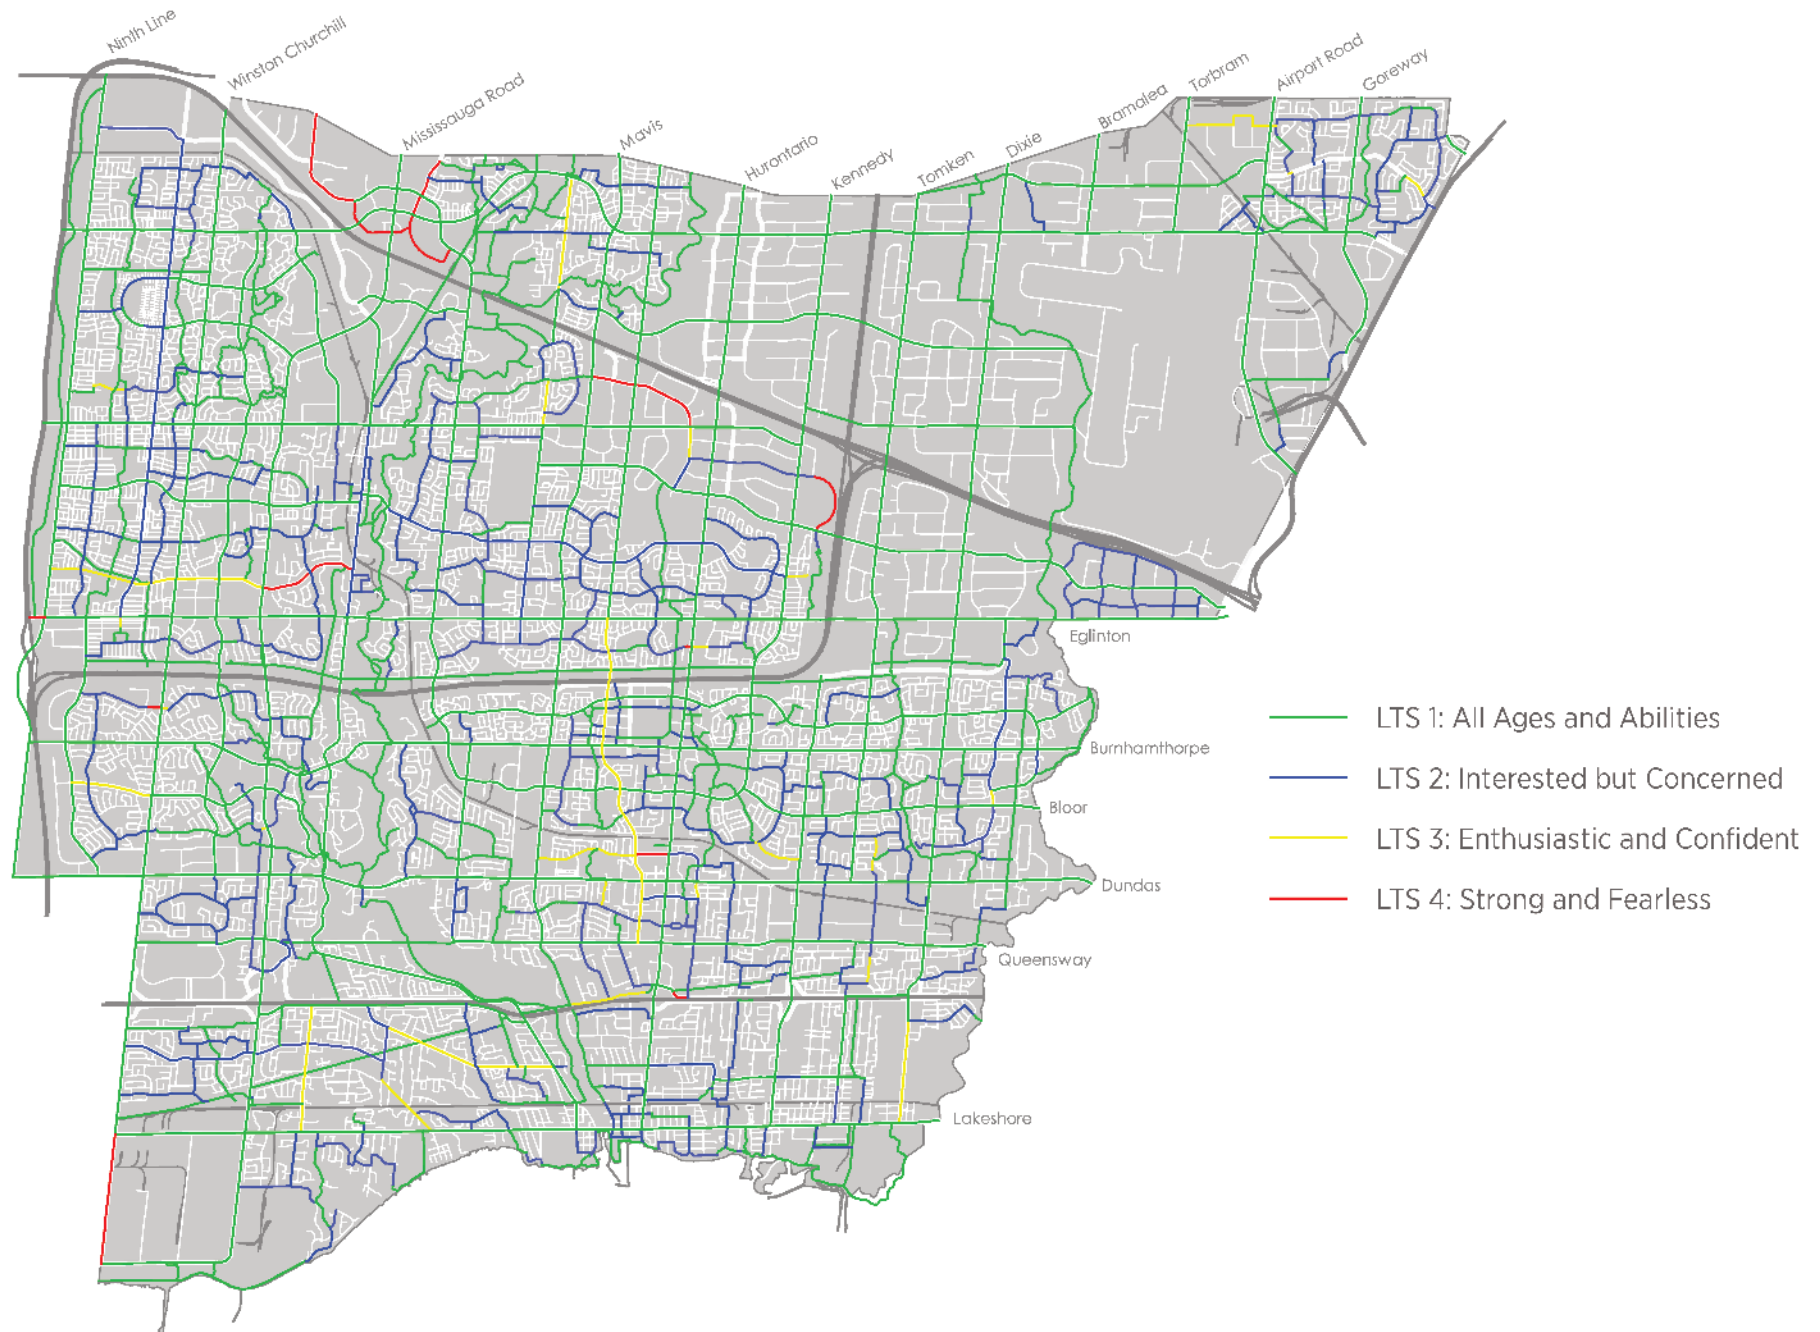 Ninth Line
Winston Churchill
Mississauga Road
Mavis
Hurontario
Kennedy
Tomken
Dixie
Bramalea
Torbram
Airport Road
Goreway
Eglinton
LTS 1: All Ages and Abilities
Burnhamthorpe
LTS 2: Interested but Concerned
Bloor
LTS 3: Enthusiastic and Confident
Dundas
LTS 4: Strong and Fearless
Queensway
Lakeshore